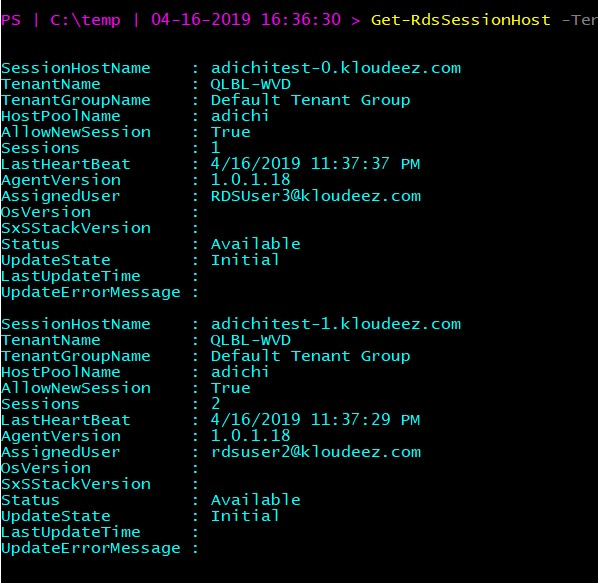 PS | C:\temp | 04-16-2019 16:36:30 > Get-RdsSessionHost -Ten
SessionHostName : adichitest-0.kloudeez.com
TenantName : QLBL-WVD
TenantGroupName : Default Tenant Group
HostPoolName : adichi
AllowNewSession : True
Sessions : 1
LastHeartBeat : 4/16/2019 11:37:37 PM
AgentVersion : 1.0.1.18
AssignedUser : RDSUser3@kloudeez.com
OsVersion :
SxSStackVersion :
Status : Available
UpdateState : Initial
LastUpdateTime :
UpdateErrorMessage :
SessionHostName : adichitest-1.kloudeez.com
TenantName : QLBL-WVD
TenantGroupName : Default Tenant Group
HostPoolName : adichi
AllowNewSession : True
Sessions : 2
LastHeartBeat : 4/16/2019 11:37:29 PM
AgentVersion : 1.0.1.18
AssignedUser : rdsuser2@kloudeez.com
OsVersion :
SxSStackVersion :
Status : Available
UpdateState : Initial
LastUpdateTime :
UpdateErrorMessage :